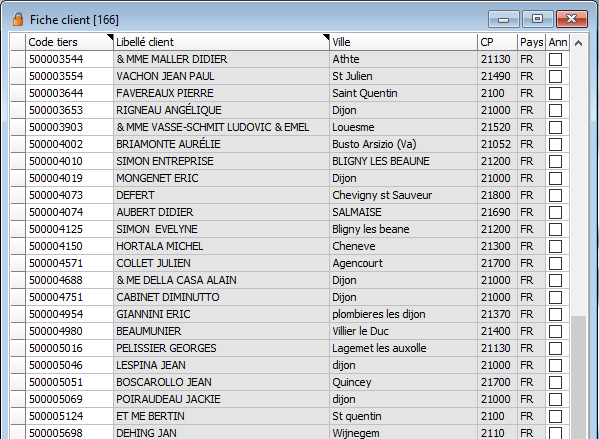 Fiche client [166]
Code tiers Libellé client Ville CP Pays Ann
500003544 & MME MALLER DIDIER Athte 21130 FR
500003554 VACHON JEAN PAUL St Julien 21490 FR
500003644 FAVEREAUX PIERRE Saint Quentin 2100 FR
500003653 RIGNEAU ANGÉLIQUE Dijon 21000 FR
500003903 & MME VASSE-SCHMIT LUDOVIC & EMEL Louesme 21520 FR
500004002 BRIAMONTE AURÉLIE Busto Arsizio (Va) 21052 FR
500004010 SIMON ENTREPRISE BLIGNY LES BEAUNE 21200 FR
500004019 MONGENET ERIC Dijon 21000 FR
500004073 DEFERT Chevigny st Sauveur 21800 FR
500004074 AUBERT DIDIER SALMAISE 21690 FR
500004125 SIMON  EVELYNE Bligny les beane 21200 FR
500004150 HORTALA MICHEL Cheneve 21300 FR
500004571 COLLET JULIEN Agencourt 21700 FR
500004688 & ME DELLA CASA ALAIN Dijon 21000 FR
500004751 CABINET DIMINUTTO Dijon 21000 FR
500004954 GIANNINI ERIC plombieres les dijon 21370 FR
500004980 BEAUMUNIER Villier le Duc 21400 FR
500005016 PELISSIER GEORGES Lagemet les auxolle 21130 FR
500005046 LESPINA JEAN dijon 21000 FR
500005051 BOSCAROLLO JEAN Quincey 21700 FR
500005069 POIRAUDEAU JACKIE dijon 21000 FR
500005124 ET ME BERTIN St quentin 2100 FR
500005698 DEHING JAN Wijnegem 2110 FR